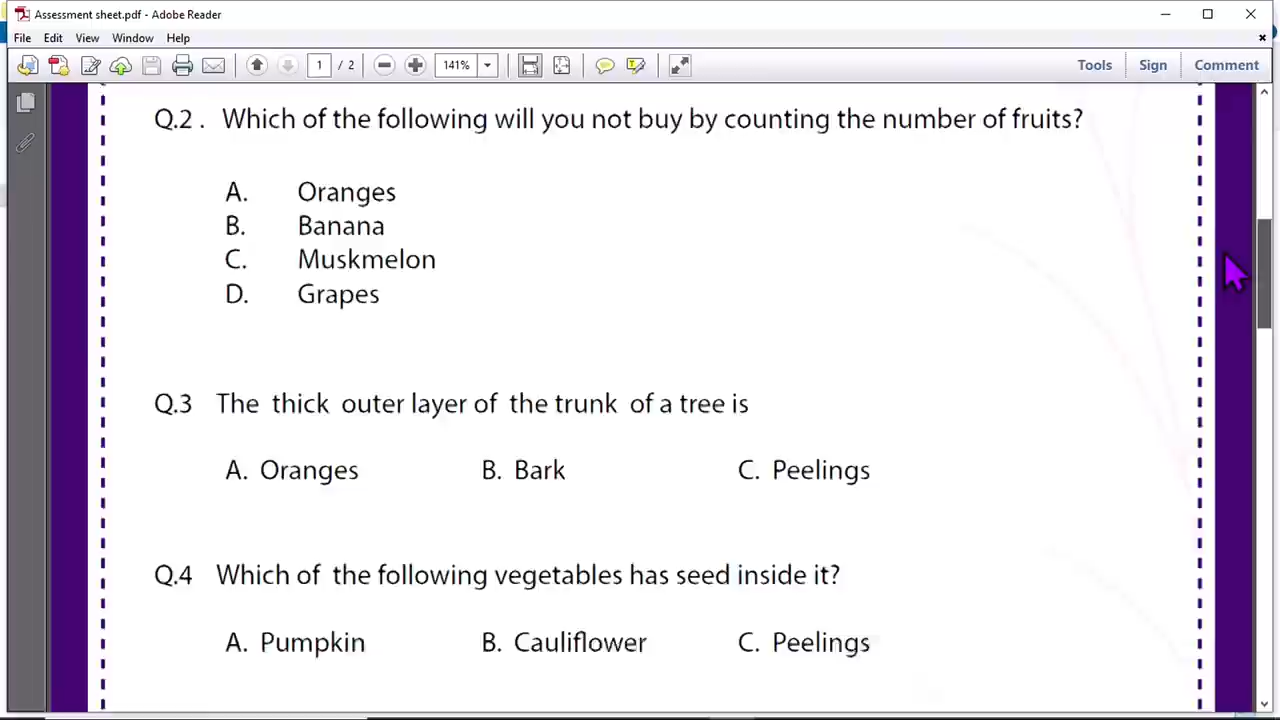 Assessment sheet.pdf - Adobe Reader
File Edit View Window Help
1 / 2 141% Tools Sign Comment
Q.2 . Which of the following will you not buy by counting the number of fruits?
A. Oranges
B. Banana
C. Muskmelon
D. Grapes
Q.3 The thick outer layer of the trunk of a tree is
A. Oranges B. Bark C. Peelings
Q.4 Which of the following vegetables has seed inside it?
A. Pumpkin B. Cauliflower C. Peelings